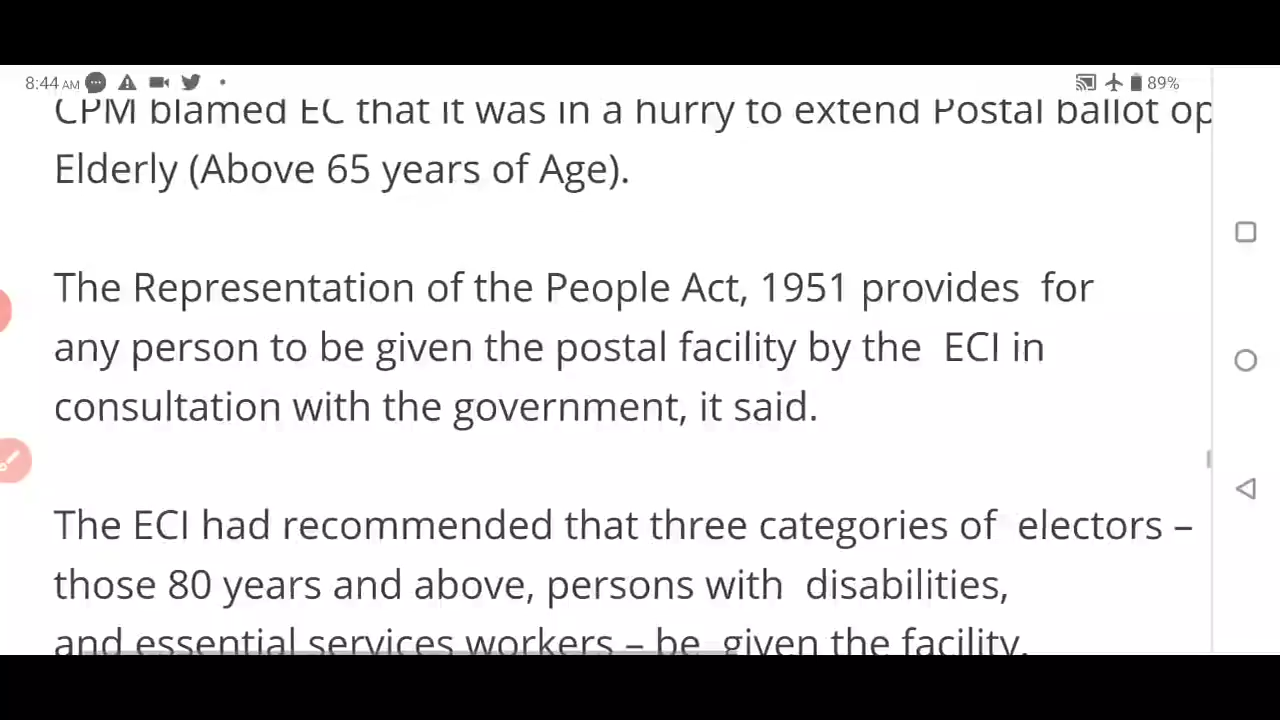 8:44 AM 89%
CPM blamed EC that it was in a hurry to extend Postal ballot op
Elderly (Above 65 years of Age).
The Representation of the People Act, 1951 provides for
any person to be given the postal facility by the ECI in
consultation with the government, it said.
The ECI had recommended that three categories of electors –
those 80 years and above, persons with disabilities,
and essential services workers – be given the facility.